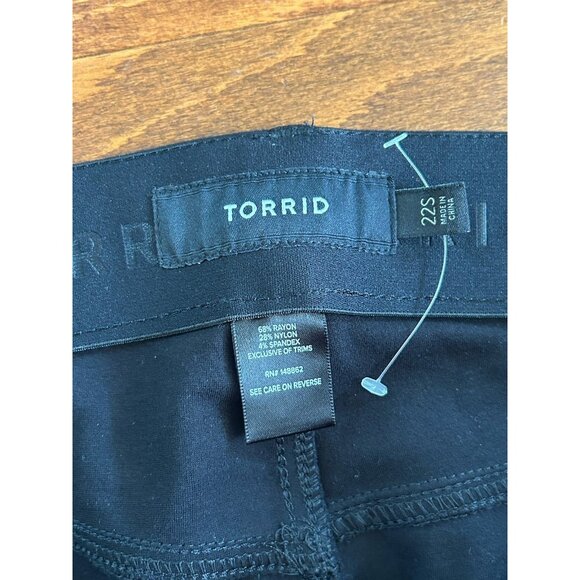 TORRID
22S
MADE IN
CHINA
68% RAYON
28% NYLON
4% SPANDEX
EXCLUSIVE OF TRIMS
RN# 148862
SEE CARE ON REVERSE